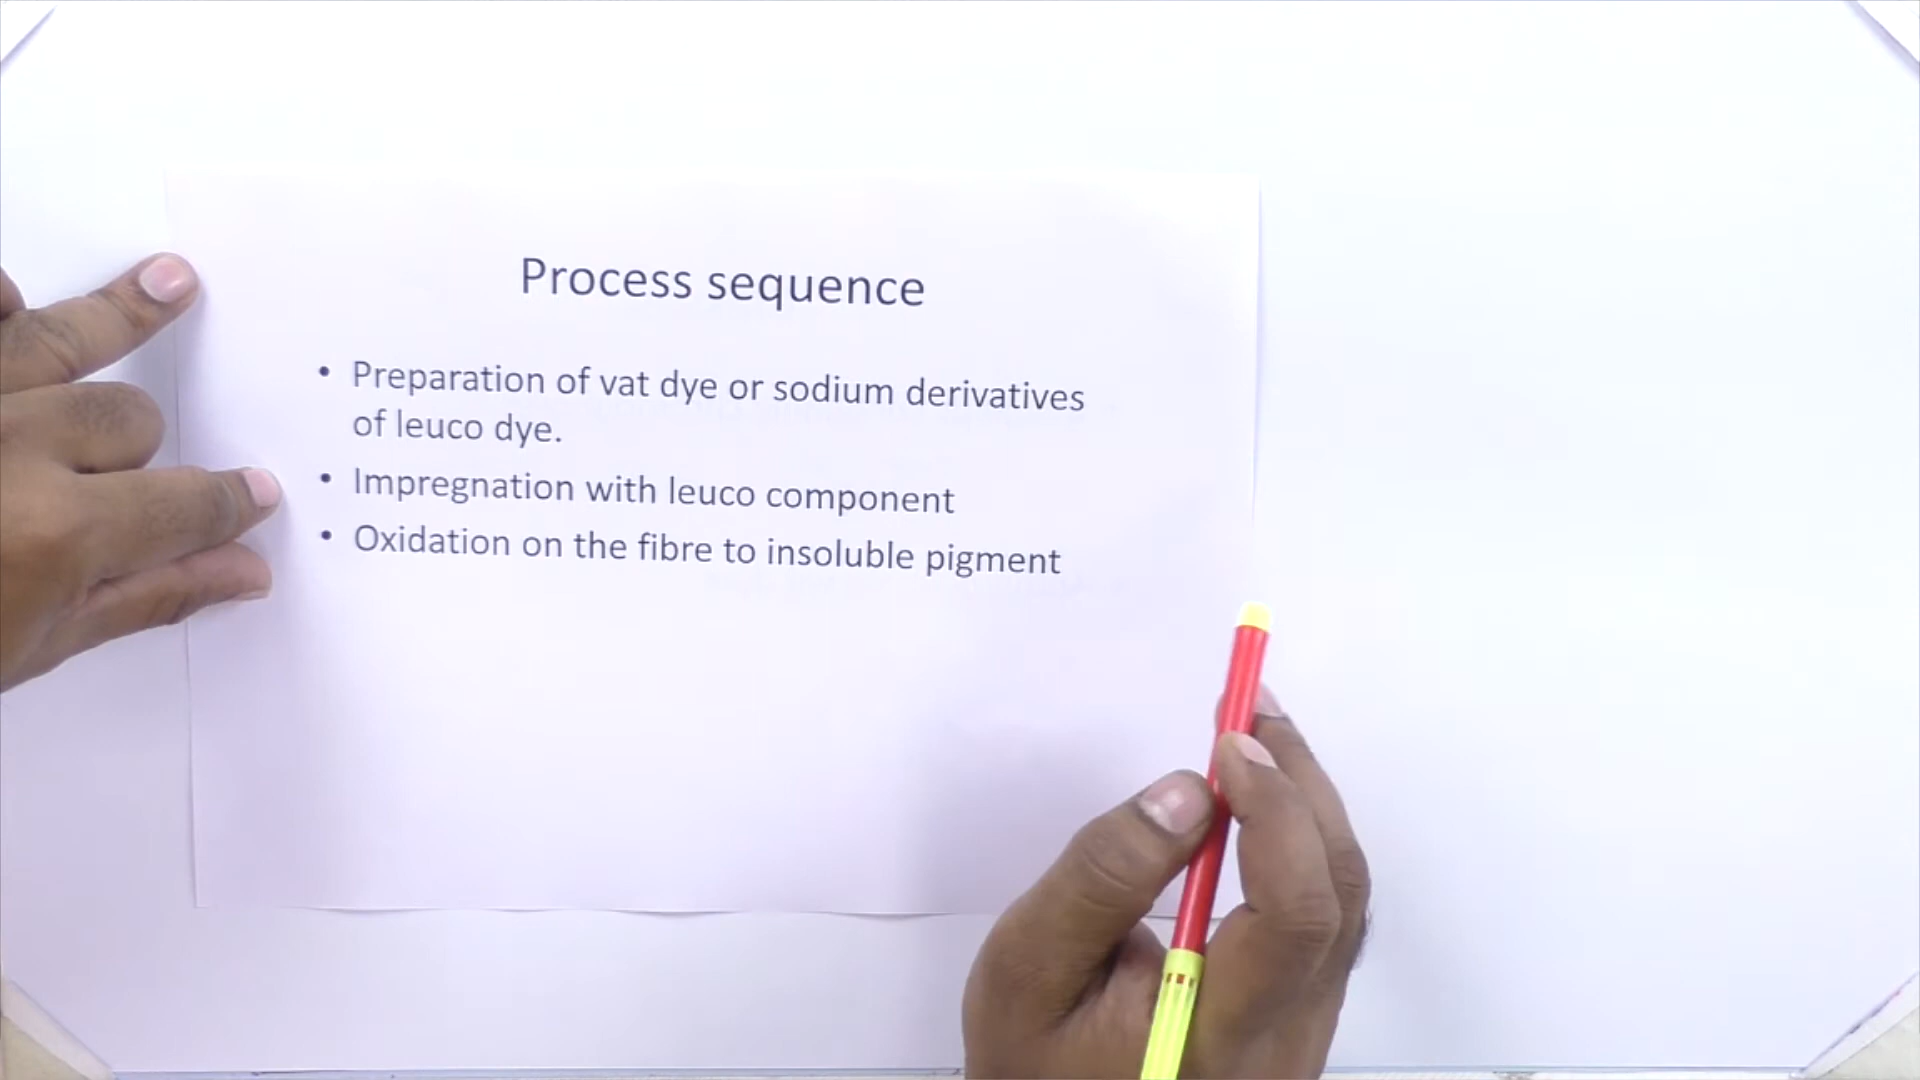 Process sequence
• Preparation of vat dye or sodium derivatives
of leuco dye.
• Impregnation with leuco component
• Oxidation on the fibre to insoluble pigment